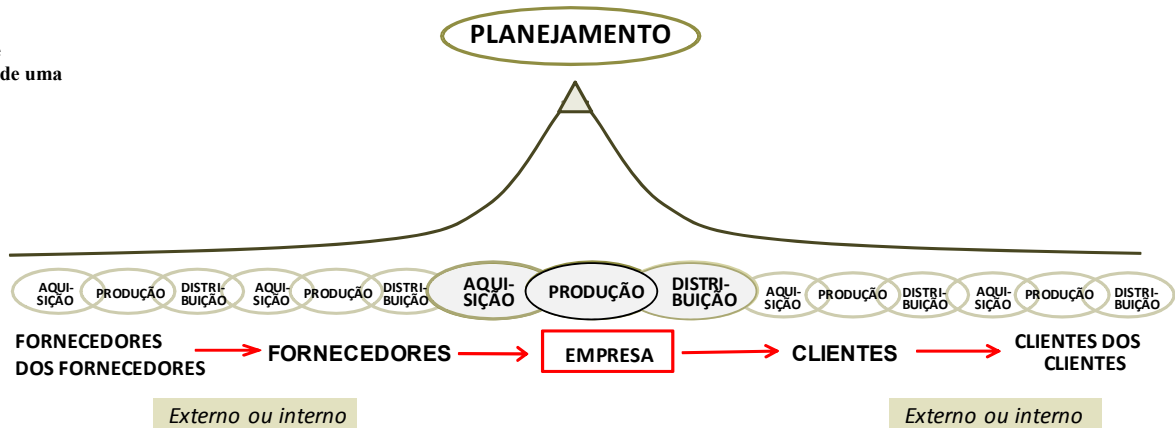 PLANEJAMENTO
de uma
AQUI-
SIÇÃO
PRODUÇÃO
DISTRI-
BUIÇÃO
AQUI-
SIÇÃO
PRODUÇÃO
DISTRI-
BUIÇÃO
AQUI-
SIÇÃO
PRODUÇÃO
DISTRI-
BUIÇÃO
AQUI-
SIÇÃO
PRODUÇÃO
DISTRI-
BUIÇÃO
AQUI-
SIÇÃO
PRODUÇÃO
DISTRI-
BUIÇÃO
FORNECEDORES
DOS FORNECEDORES
FORNECEDORES
EMPRESA
CLIENTES
CLIENTES DOS
CLIENTES
Externo ou interno
Externo ou interno